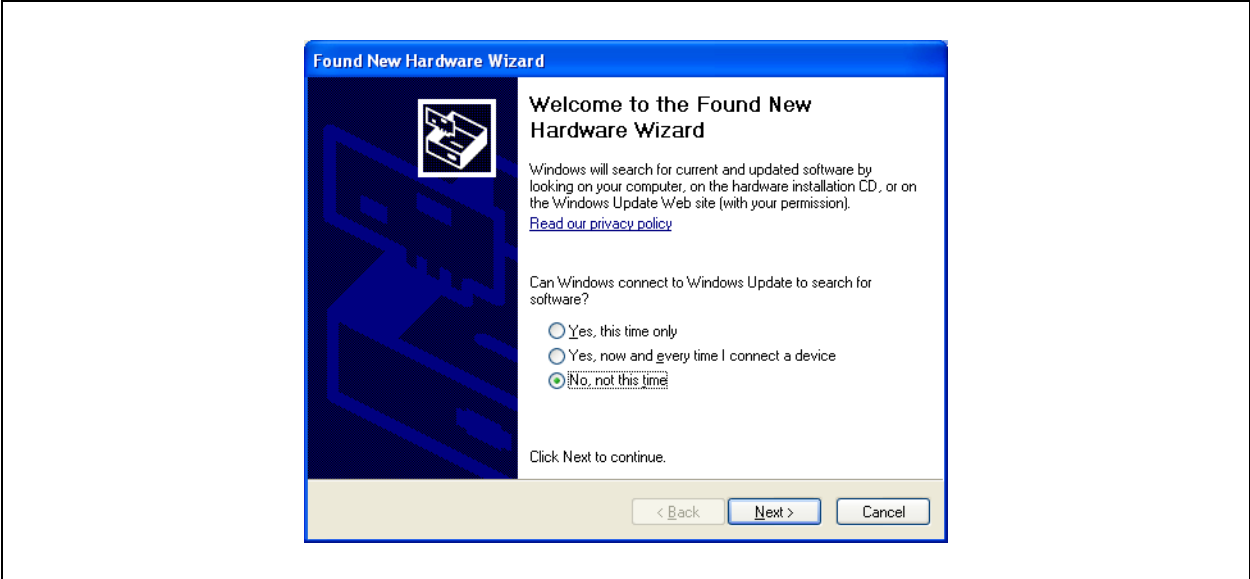 Found New Hardware Wizard
Welcome to the Found New
Hardware Wizard
Windows will search for current and updated software by
looking on your computer, on the hardware installation CD, or on
the Windows Update Web site (with your permission).
Read our privacy policy
Can Windows connect to Windows Update to search for
software?
Yes, this time only
Yes, now and every time I connect a device
No, not this time
Click Next to continue.
< Back
Next >
Cancel